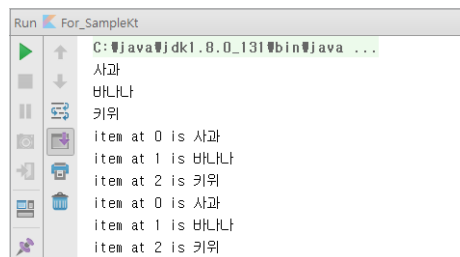 Run For_SampleKt
C:₩java₩jdk1.8.0_131₩bin₩java ...
사과
바나나
키위
item at 0 is 사과
item at 1 is 바나나
item at 2 is 키위
item at 0 is 사과
item at 1 is 바나나
item at 2 is 키위